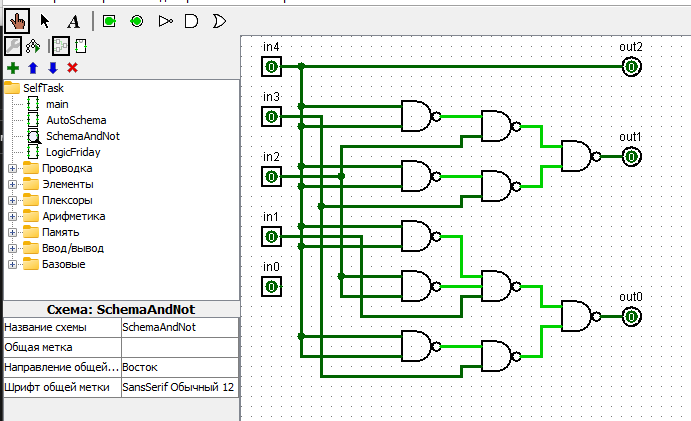 A
SelfTask
main
AutoSchema
SchemaAndNot
LogicFriday
Проводка
Элементы
Плексоры
Арифметика
Память
Ввод/вывод
Базовые
Схема: SchemaAndNot
Название схемы SchemaAndNot
Общая метка
Направление общей... Восток
Шрифт общей метки SansSerif Обычный 12
in4
in3
in2
in1
in0
out2
out1
out0
0
0
0
0
0
0
0
0